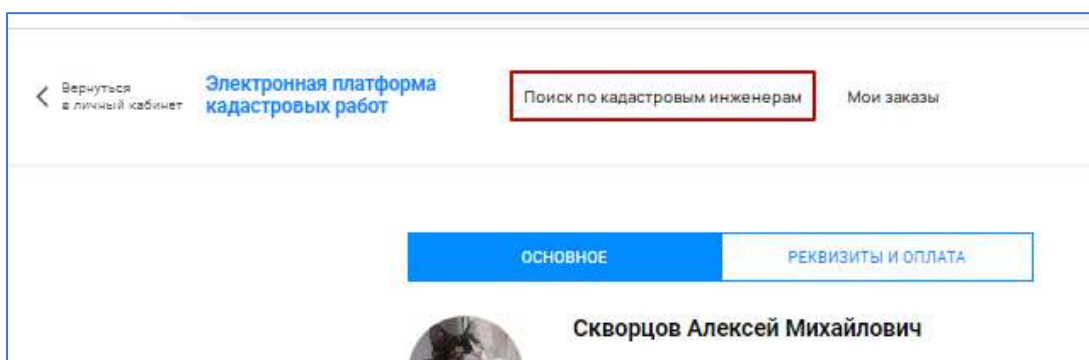 Вернуться
в личный кабинет
Электронная платформа
кадастровых работ
Поиск по кадастровым инженерам
Мои заказы
ОСНОВНОЕ
РЕКВИЗИТЫ И ОПЛАТА
Скворцов Алексей Михайлович